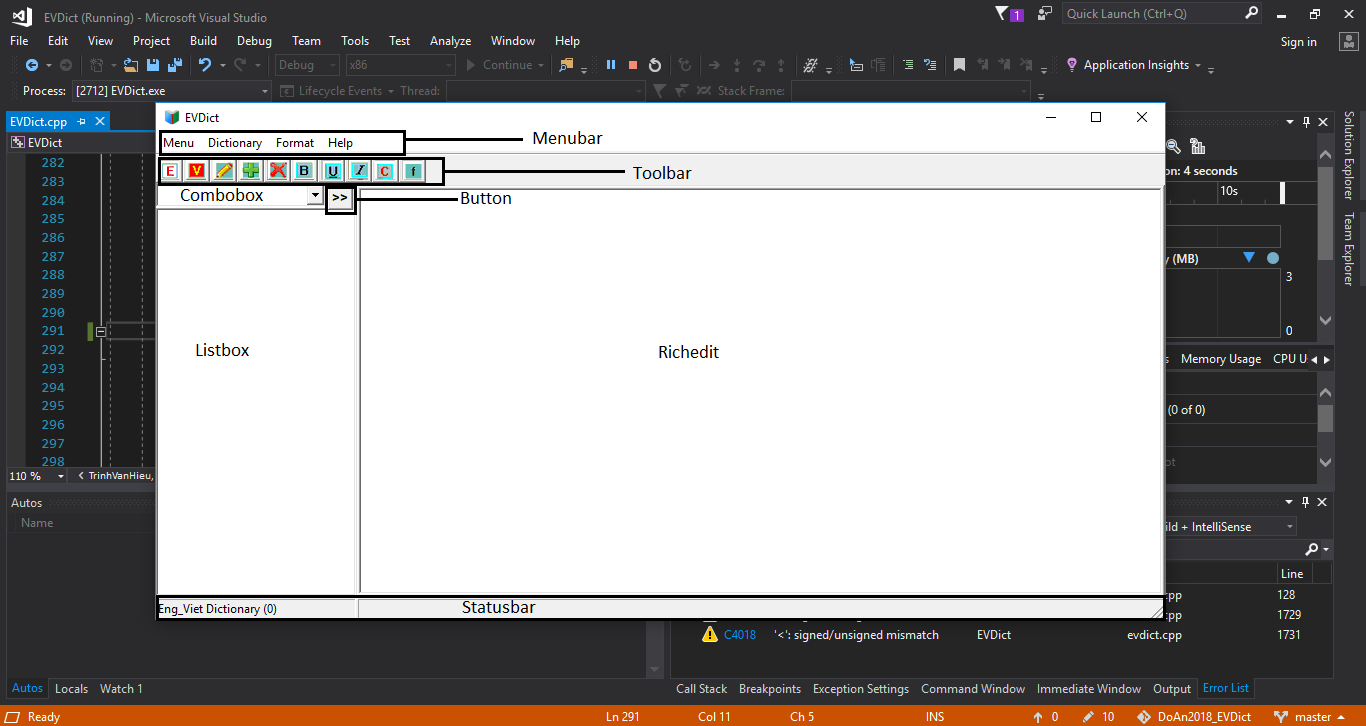 EVDict (Running) - Microsoft Visual Studio
1
Quick Launch (Ctrl+Q)
File Edit View Project Build Debug Team Tools Test Analyze Window Help
Sign in
Debug x86 Continue Application Insights
Process: [2712] EVDict.exe Lifecycle Events Thread: Stack Frame:
EVDict.cpp
EVDict
EVDict
Menu Dictionary Format Help
Menubar
E V B U I C f
Toolbar
Combobox >> Button
Listbox
Richedit
Eng_Viet Dictionary (0)
Statusbar
282
283
284
285
286
287
288
289
290
291
292
293
294
295
296
297
298
110 % TrinhVanHieu,
Solution Explorer
Team Explorer
on: 4 seconds
10s
y (MB)
3
0
s Memory Usage CPU U
(0 of 0)
Autos
Name
ild + IntelliSense
Line
cpp 128
cpp 1729
C4018 '<': signed/unsigned mismatch EVDict evdict.cpp 1731
Autos Locals Watch 1
Call Stack Breakpoints Exception Settings Command Window Immediate Window Output Error List
Ready Ln 291 Col 11 Ch 5 INS 0 10 DoAn2018_EVDict master